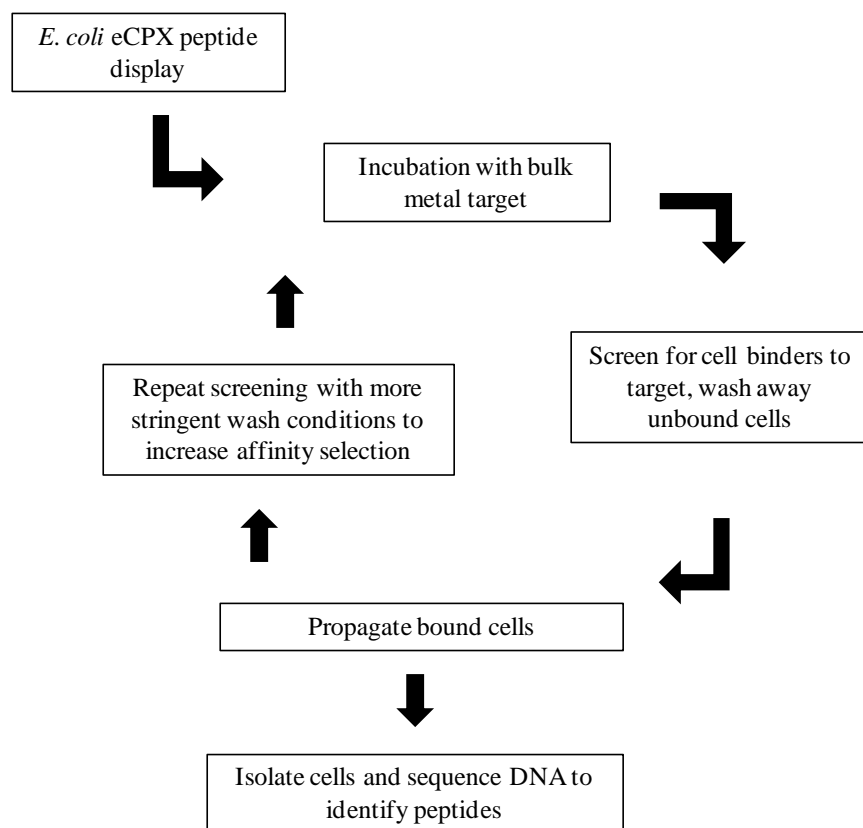 E. coli eCPX peptide
display
Incubation with bulk
metal target
Screen for cell binders to
target, wash away
unbound cells
Repeat screening with more
stringent wash conditions to
increase affinity selection
Propagate bound cells
Isolate cells and sequence DNA to
identify peptides